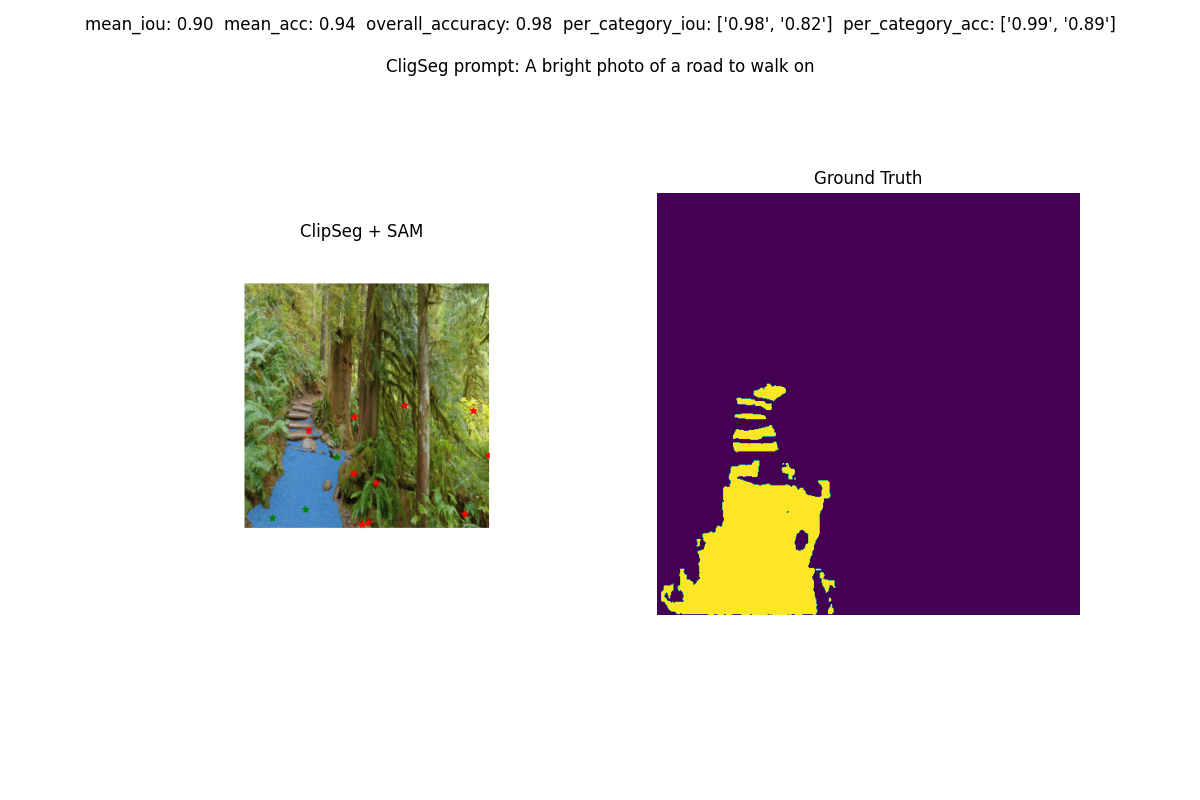 mean_iou: 0.90  mean_acc: 0.94  overall_accuracy: 0.98  per_category_iou: ['0.98', '0.82']  per_category_acc: ['0.99', '0.89']
CligSeg prompt: A bright photo of a road to walk on
Ground Truth
ClipSeg + SAM